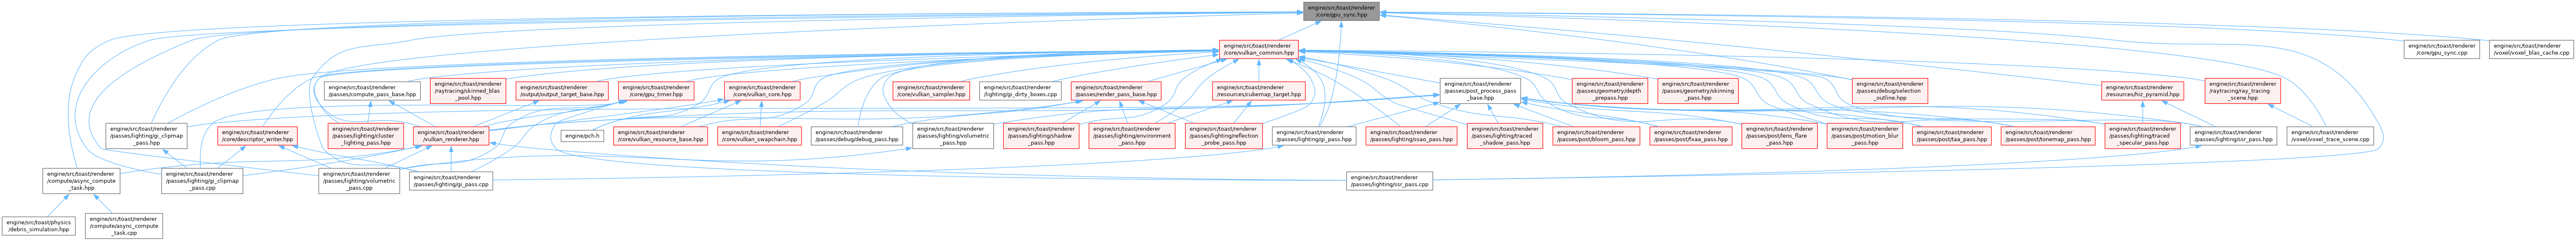 engine/src/toast/renderer
/core/gpu_sync.hpp
engine/src/toast/renderer
/core/vulkan_common.hpp
engine/src/toast/renderer
/core/gpu_sync.cpp
engine/src/toast/renderer
/voxel/voxel_blas_cache.cpp
engine/src/toast/renderer
/passes/compute_pass_base.hpp
engine/src/toast/renderer
/raytracing/skinned_blas
_pool.hpp
engine/src/toast/renderer
/output/output_target_base.hpp
engine/src/toast/renderer
/core/gpu_timer.hpp
engine/src/toast/renderer
/core/vulkan_core.hpp
engine/src/toast/renderer
/core/vulkan_sampler.hpp
engine/src/toast/renderer
/lighting/gi_dirty_boxes.cpp
engine/src/toast/renderer
/passes/render_pass_base.hpp
engine/src/toast/renderer
/resources/cubemap_target.hpp
engine/src/toast/renderer
/passes/post_process_pass
_base.hpp
engine/src/toast/renderer
/passes/geometry/depth
_prepass.hpp
engine/src/toast/renderer
/passes/geometry/skinning
_pass.hpp
engine/src/toast/renderer
/passes/debug/selection
_outline.hpp
engine/src/toast/renderer
/resources/hiz_pyramid.hpp
engine/src/toast/renderer
/raytracing/ray_tracing
_scene.hpp
engine/src/toast/renderer
/passes/lighting/gi_clipmap
_pass.hpp
engine/src/toast/renderer
/core/descriptor_writer.hpp
engine/src/toast/renderer
/passes/lighting/cluster
_lighting_pass.hpp
engine/src/toast/renderer
/vulkan_renderer.hpp
engine/pch.h
engine/src/toast/renderer
/core/vulkan_resource_base.hpp
engine/src/toast/renderer
/core/vulkan_swapchain.hpp
engine/src/toast/renderer
/passes/debug/debug_pass.hpp
engine/src/toast/renderer
/passes/lighting/volumetric
_pass.hpp
engine/src/toast/renderer
/passes/lighting/shadow
_pass.hpp
engine/src/toast/renderer
/passes/lighting/environment
_pass.hpp
engine/src/toast/renderer
/passes/lighting/reflection
_probe_pass.hpp
engine/src/toast/renderer
/passes/lighting/gi_pass.hpp
engine/src/toast/renderer
/passes/lighting/ssao_pass.hpp
engine/src/toast/renderer
/passes/lighting/traced
_shadow_pass.hpp
engine/src/toast/renderer
/passes/post/bloom_pass.hpp
engine/src/toast/renderer
/passes/post/fxaa_pass.hpp
engine/src/toast/renderer
/passes/post/lens_flare
_pass.hpp
engine/src/toast/renderer
/passes/post/motion_blur
_pass.hpp
engine/src/toast/renderer
/passes/post/taa_pass.hpp
engine/src/toast/renderer
/passes/post/tonemap_pass.hpp
engine/src/toast/renderer
/passes/lighting/traced
_specular_pass.hpp
engine/src/toast/renderer
/passes/lighting/ssr_pass.hpp
engine/src/toast/renderer
/voxel/voxel_trace_scene.cpp
engine/src/toast/renderer
/compute/async_compute
_task.hpp
engine/src/toast/renderer
/passes/lighting/gi_clipmap
_pass.cpp
engine/src/toast/renderer
/passes/lighting/volumetric
_pass.cpp
engine/src/toast/renderer
/passes/lighting/gi_pass.cpp
engine/src/toast/renderer
/passes/lighting/ssr_pass.cpp
engine/src/toast/physics
/debris_simulation.hpp
engine/src/toast/renderer
/compute/async_compute
_task.cpp